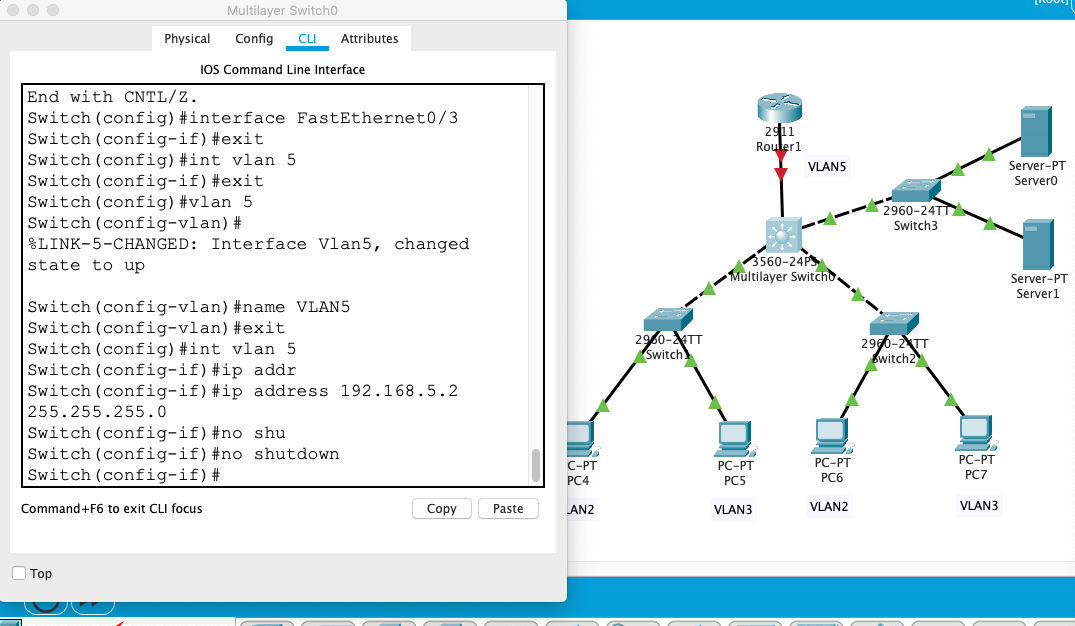 Multilayer Switch0
Physical Config CLI Attributes
IOS Command Line Interface
End with CNTL/Z.
Switch(config)#interface FastEthernet0/3
Switch(config-if)#exit
Switch(config)#int vlan 5
Switch(config-if)#exit
Switch(config)#vlan 5
Switch(config-vlan)#
%LINK-5-CHANGED: Interface Vlan5, changed
state to up
Switch(config-vlan)#name VLAN5
Switch(config-vlan)#exit
Switch(config)#int vlan 5
Switch(config-if)#ip addr
Switch(config-if)#ip address 192.168.5.2
255.255.255.0
Switch(config-if)#no shu
Switch(config-if)#no shutdown
Switch(config-if)#
Command+F6 to exit CLI focus
Copy Paste
Top
[Root]
2911
Router1
VLAN5
Server-PT
Server0
2960-24TT
Switch3
3560-24PS
Multilayer Switch0
Server-PT
Server1
2960-24TT
Switch1
2960-24TT
Switch2
C-PT
PC4
LAN2
PC-PT
PC5
VLAN3
PC-PT
PC6
VLAN2
PC-PT
PC7
VLAN3